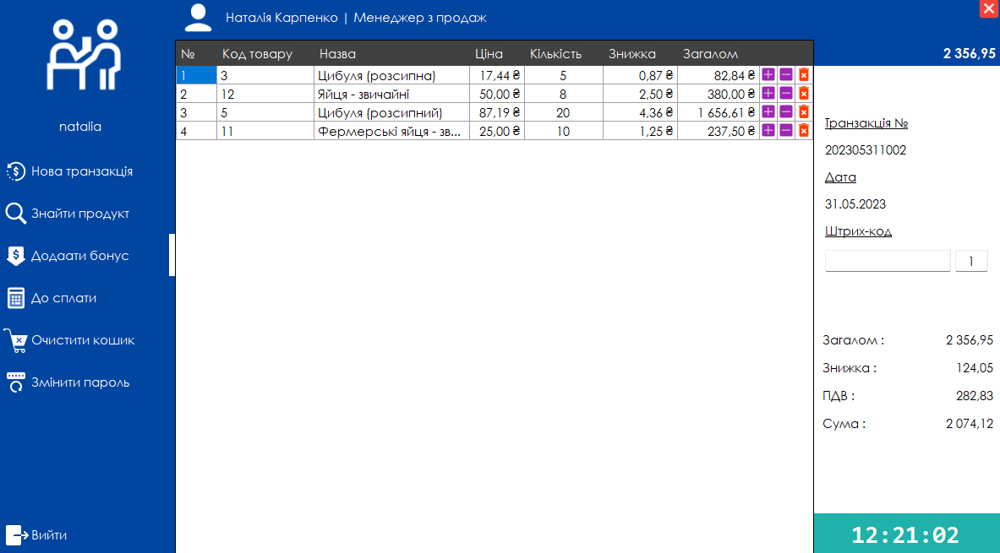 Наталія Карпенко | Менеджер з продаж
2 356,95
natalia
Нова транзакція
Знайти продукт
Додаати бонус
До сплати
Очистити кошик
Змінити пароль
Вийти
№ Код товару Назва Ціна Кількість Знижка Загалом
1 3 Цибуля (розсипна) 17,44 ₴ 5 0,87 ₴ 82,84 ₴
2 12 Яйця - звичайні 50,00 ₴ 8 2,50 ₴ 380,00 ₴
3 5 Цибуля (розсипний) 87,19 ₴ 20 4,36 ₴ 1 656,61 ₴
4 11 Фермерські яйця - зв... 25,00 ₴ 10 1,25 ₴ 237,50 ₴
Транзакція №
202305311002
Дата
31.05.2023
Штрих-код
1
Загалом : 2 356,95
Знижка : 124,05
ПДВ : 282,83
Сума : 2 074,12
12:21:02